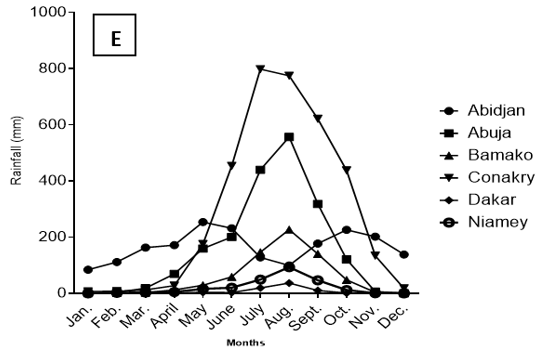 E
1000
800
600
400
200
0
Rainfall (mm)
Jan.
Feb.
Mar.
April
May
June
July
Aug.
Sept.
Oct.
Nov.
Dec.
Months
Abidjan
Abuja
Bamako
Conakry
Dakar
Niamey